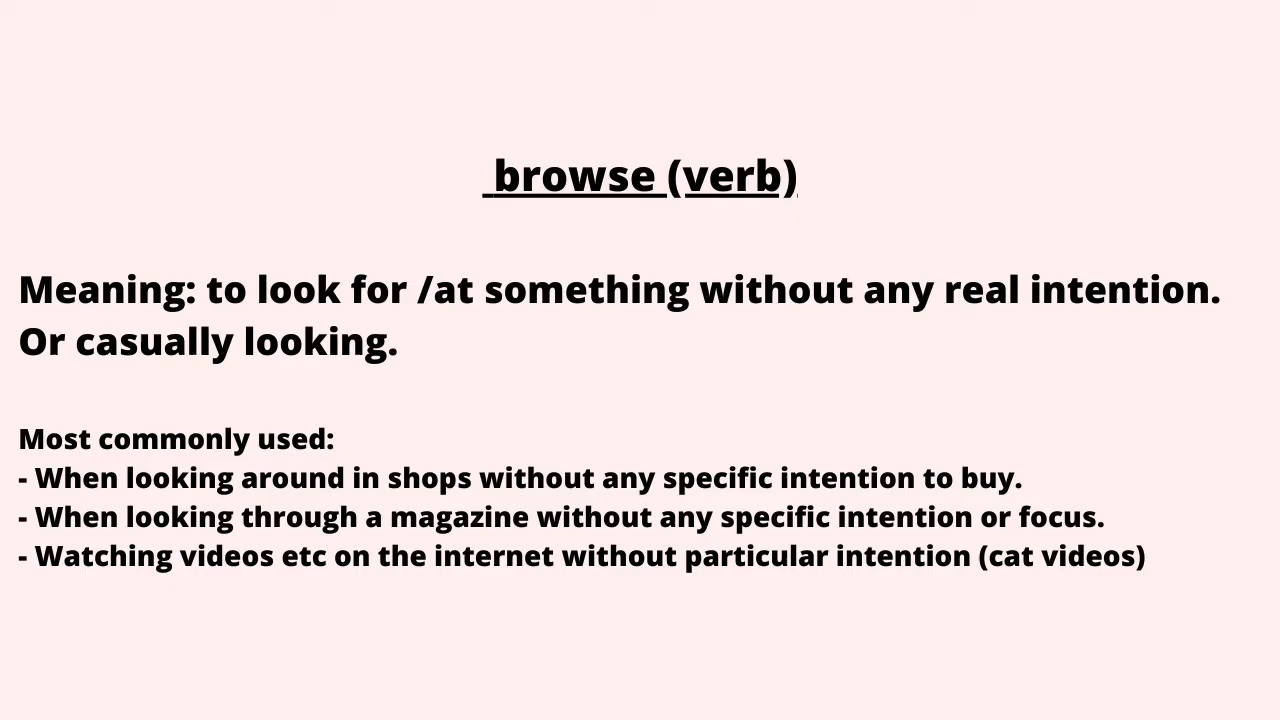 browse (verb)
Meaning: to look for /at something without any real intention.
Or casually looking.
Most commonly used:
- When looking around in shops without any specific intention to buy.
- When looking through a magazine without any specific intention or focus.
- Watching videos etc on the internet without particular intention (cat videos)